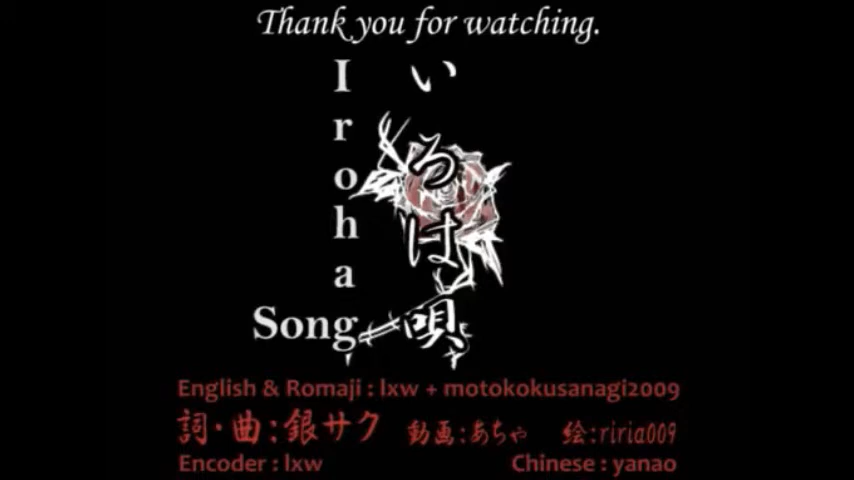 Thank you for watching.
Iroha
Song
いろは唄
English & Romaji : lxw + motokokusanagi2009
詞・曲:銀サク 動画:あちゃ 絵:riria009
Encoder : lxw Chinese : yanao